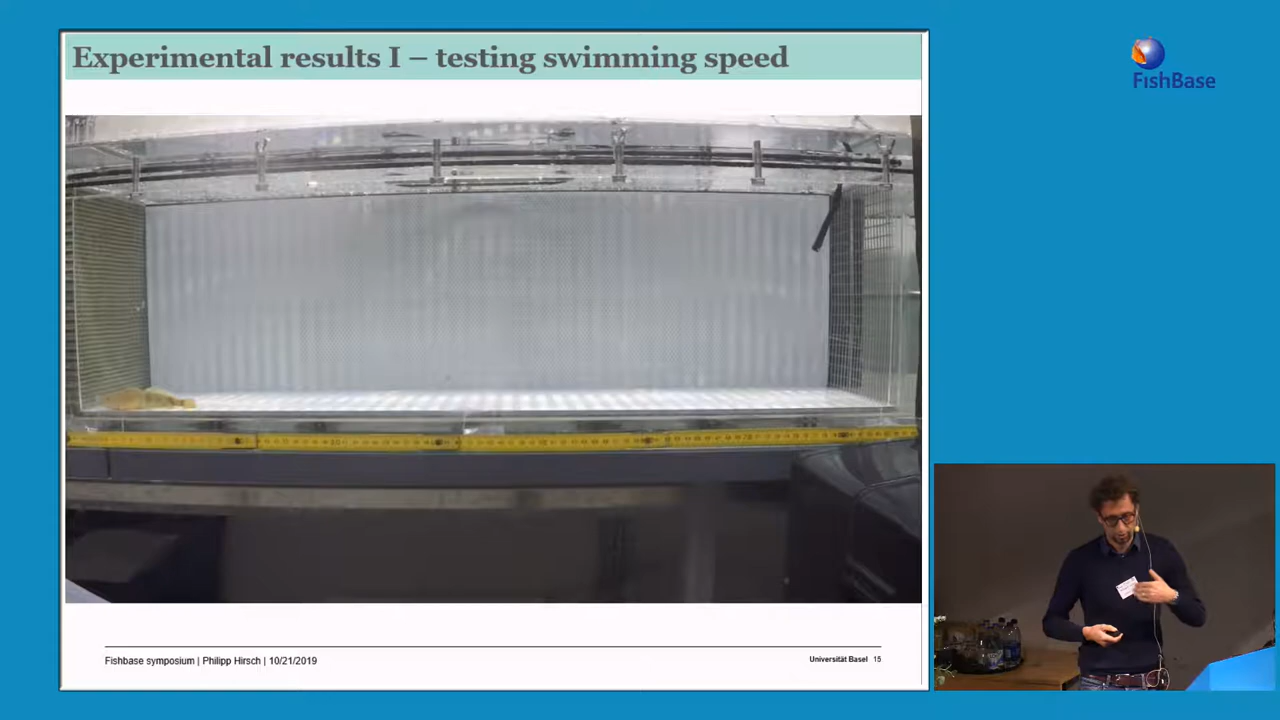 Experimental results I – testing swimming speed
FishBase
Fishbase symposium | Philipp Hirsch | 10/21/2019
Universität Basel 15